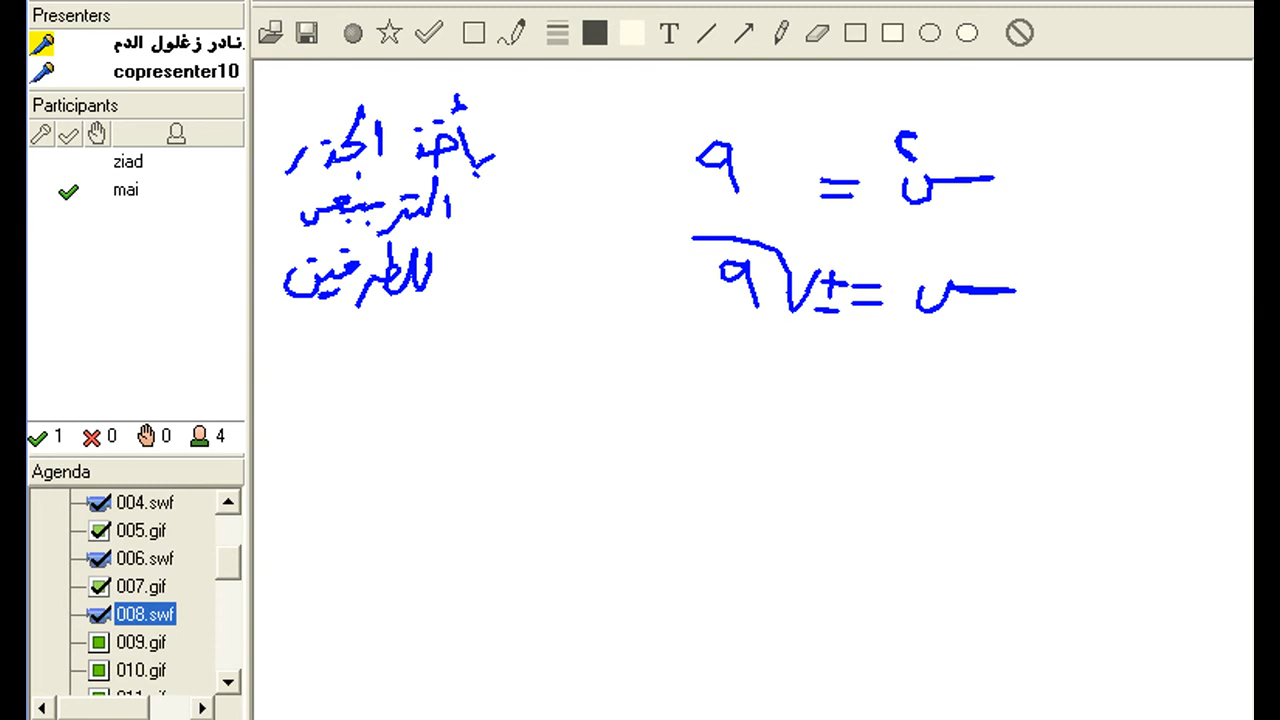 Presenters
نادر زغلول الدم
copresenter10
Participants
ziad
mai
1 0 0 4
Agenda
004.swf
005.gif
006.swf
007.gif
008.swf
009.gif
010.gif
T
س٢ = ٩
س = ±√٩
بأخذ الجذر
التربيعي
للطرفين